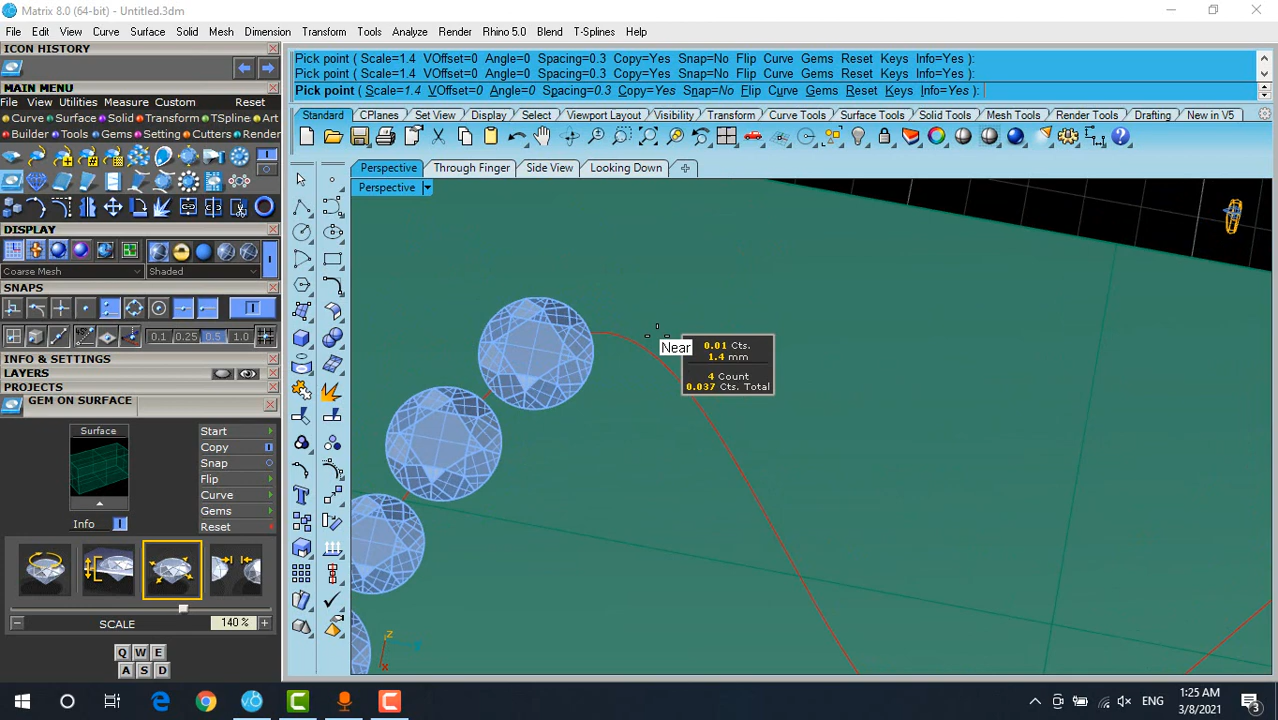 Matrix 8.0 (64-bit) - Untitled.3dm
File Edit View Curve Surface Solid Mesh Dimension Transform Tools Analyze Render Rhino 5.0 Blend T-Splines Help
ICON HISTORY
MAIN MENU
File View Utilities Measure Custom Reset
Curve Surface Solid Transform TSpline Art
Builder Tools Gems Setting Cutters Render
DISPLAY
Coarse Mesh Shaded
SNAPS
0.1 0.25 0.5 1.0
INFO & SETTINGS
LAYERS
PROJECTS
GEM ON SURFACE
Surface
Info
Start
Copy
Snap
Flip
Curve
Gems
Reset
SCALE 140 %
Q W E
A S D
Pick point ( Scale=1.4 VOffset=0 Angle=0 Spacing=0.3 Copy=Yes Snap=No Flip Curve Gems Reset Keys Info=Yes ):
Pick point ( Scale=1.4 VOffset=0 Angle=0 Spacing=0.3 Copy=Yes Snap=No Flip Curve Gems Reset Keys Info=Yes ):
Pick point ( Scale=1.4 VOffset=0 Angle=0 Spacing=0.3 Copy=Yes Snap=No Flip Curve Gems Reset Keys Info=Yes ):
Standard CPlanes Set View Display Select Viewport Layout Visibility Transform Curve Tools Surface Tools Solid Tools Mesh Tools Render Tools Drafting New in V5
Perspective Through Finger Side View Looking Down
Perspective
Near
0.01 Cts.
1.4 mm
4 Count
0.037 Cts. Total
z
x
ENG
1:25 AM
3/8/2021
3